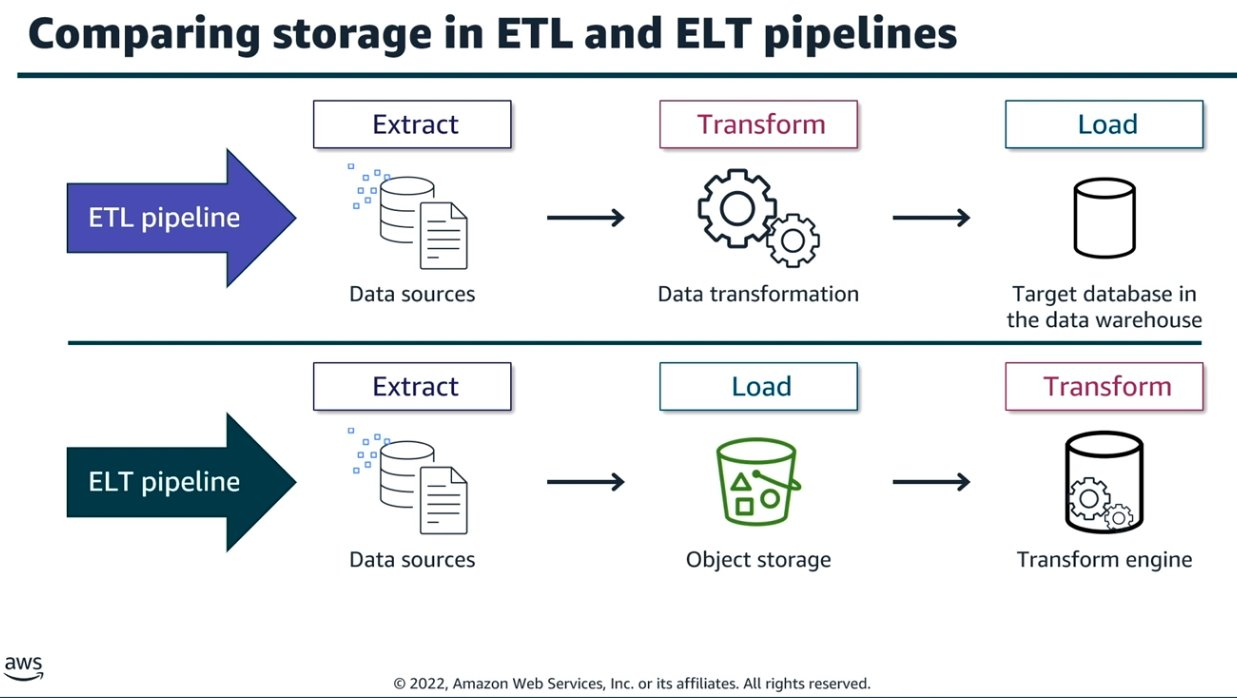 Comparing storage in ETL and ELT pipelines
Extract
Transform
Load
ETL pipeline
Data sources
Data transformation
Target database in
the data warehouse
Extract
Load
Transform
ELT pipeline
Data sources
Object storage
Transform engine
aws
© 2022, Amazon Web Services, Inc. or its affiliates. All rights reserved.